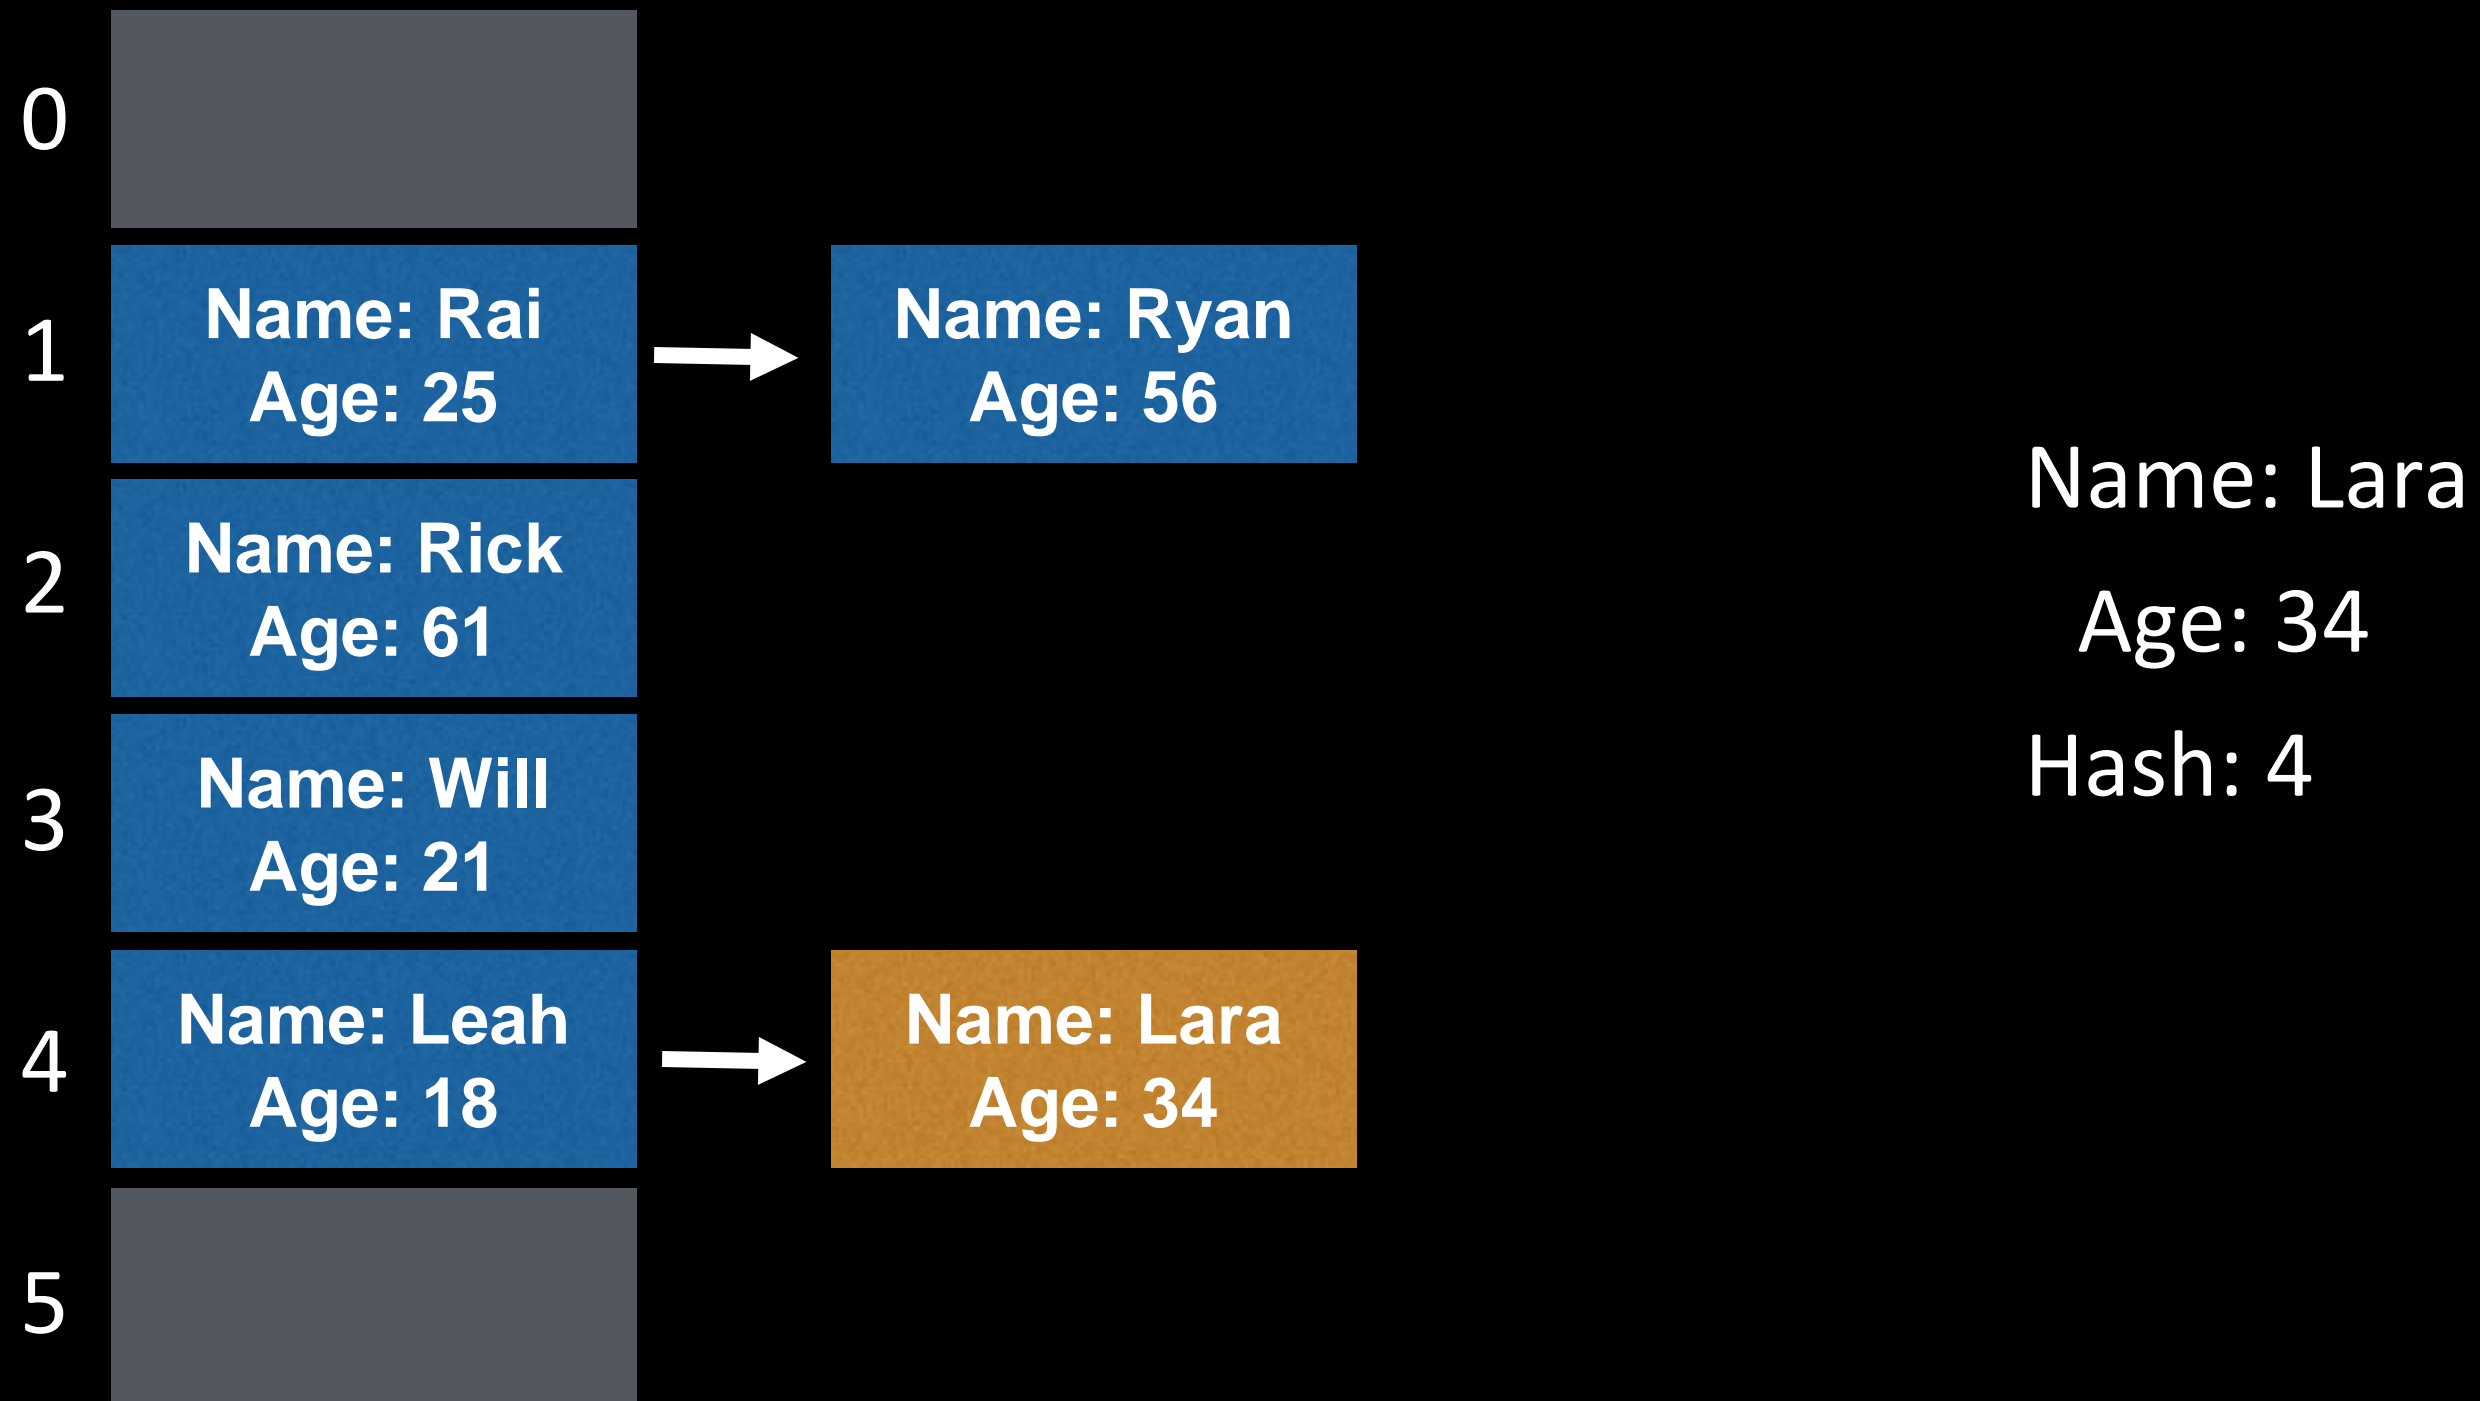 0
1
Name: Rai
Age: 25
Name: Ryan
Age: 56
2
Name: Rick
Age: 61
3
Name: Will
Age: 21
4
Name: Leah
Age: 18
Name: Lara
Age: 34
5
Name: Lara
Age: 34
Hash: 4